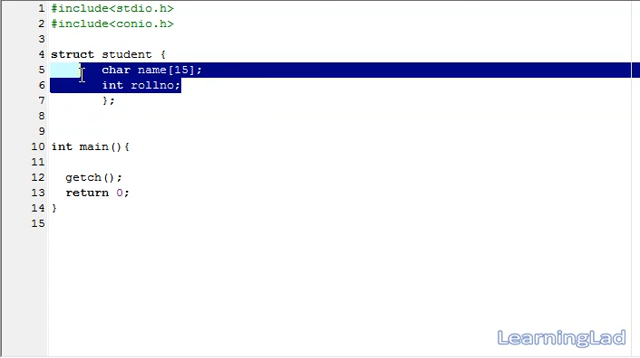 1 #include<stdio.h>
2 #include<conio.h>
3
4 struct student {
5 char name[15];
6 int rollno;
7 };
8
9
10 int main(){
11
12 getch();
13 return 0;
14 }
15
LearningLad